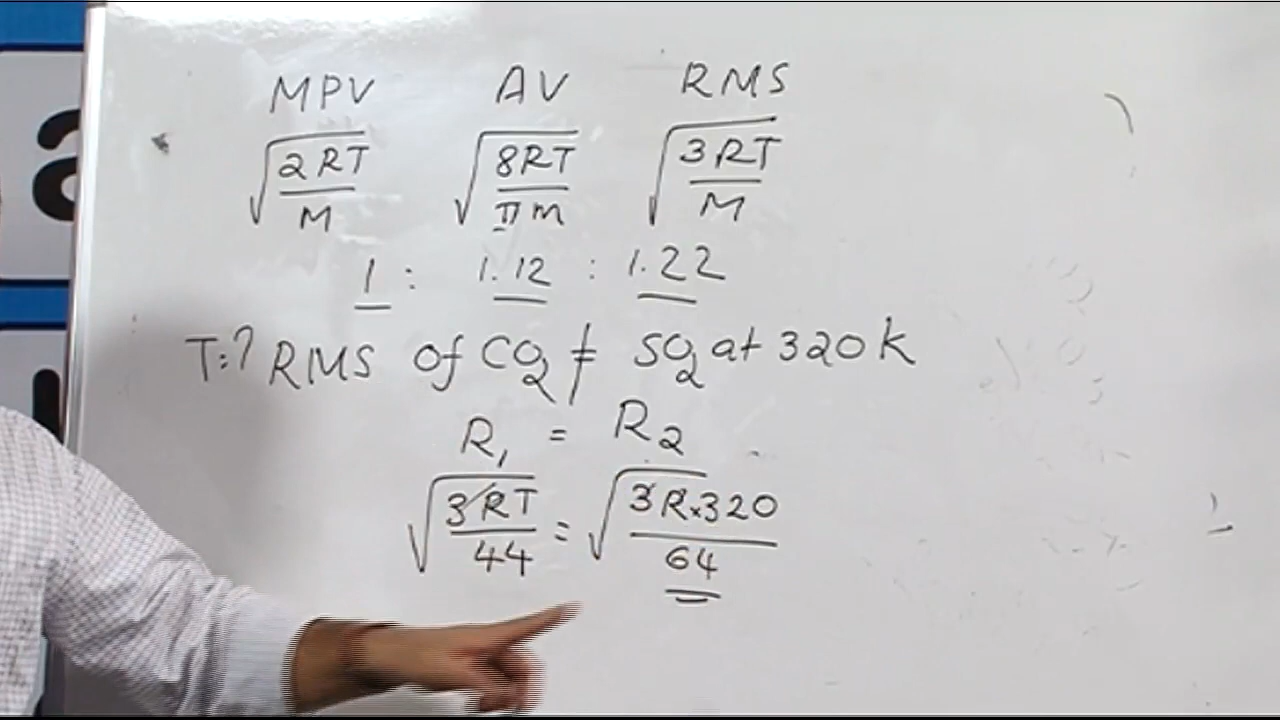 MPV AV RMS
√(2RT/M) √(8RT/πm) √(3RT/M)
1 : 1.12 : 1.22
T=? RMS of CO₂ ≠ SO₂ at 320 K
R₁ = R₂
√(3RT/44) = √(3R×320/64)